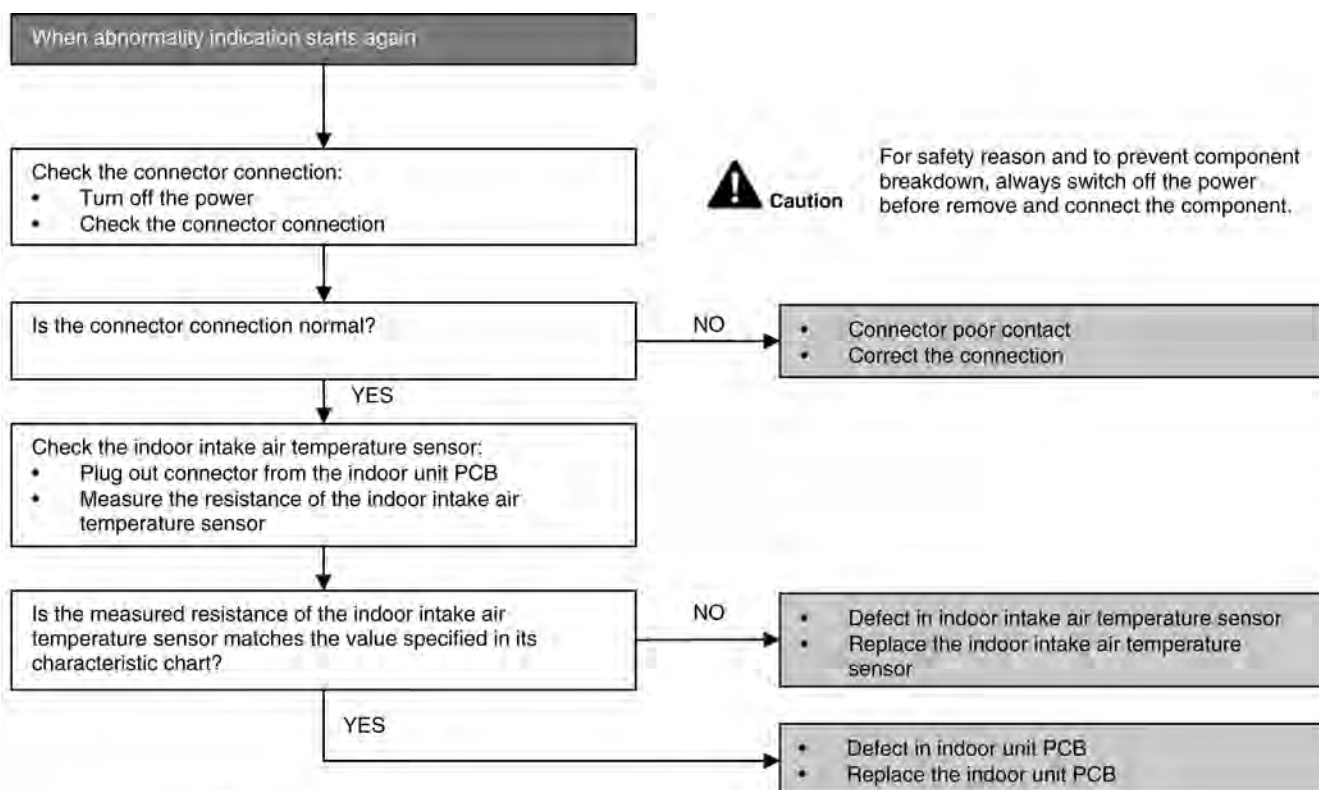 When abnormality indication starts again
Check the connector connection:
• Turn off the power
• Check the connector connection
Caution
For safety reason and to prevent component
breakdown, always switch off the power
before remove and connect the component.
Is the connector connection normal?
NO
• Connector poor contact
• Correct the connection
YES
Check the indoor intake air temperature sensor:
• Plug out connector from the indoor unit PCB
• Measure the resistance of the indoor intake air
temperature sensor
Is the measured resistance of the indoor intake air
temperature sensor matches the value specified in its
characteristic chart?
NO
• Defect in indoor intake air temperature sensor
• Replace the indoor intake air temperature
sensor
YES
• Defect in indoor unit PCB
• Replace the indoor unit PCB